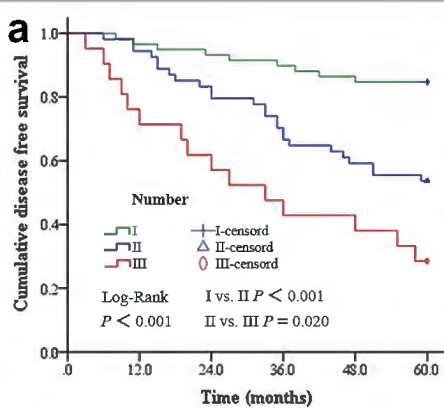 a
Cumulative disease free survival
1.0
0.8
0.6
0.4
0.2
0.0
Number
I I-censord
II II-censord
III III-censord
Log-Rank I vs. II P < 0.001
P < 0.001 II vs. III P = 0.020
.0 12.0 24.0 36.0 48.0 60.0
Time (months)